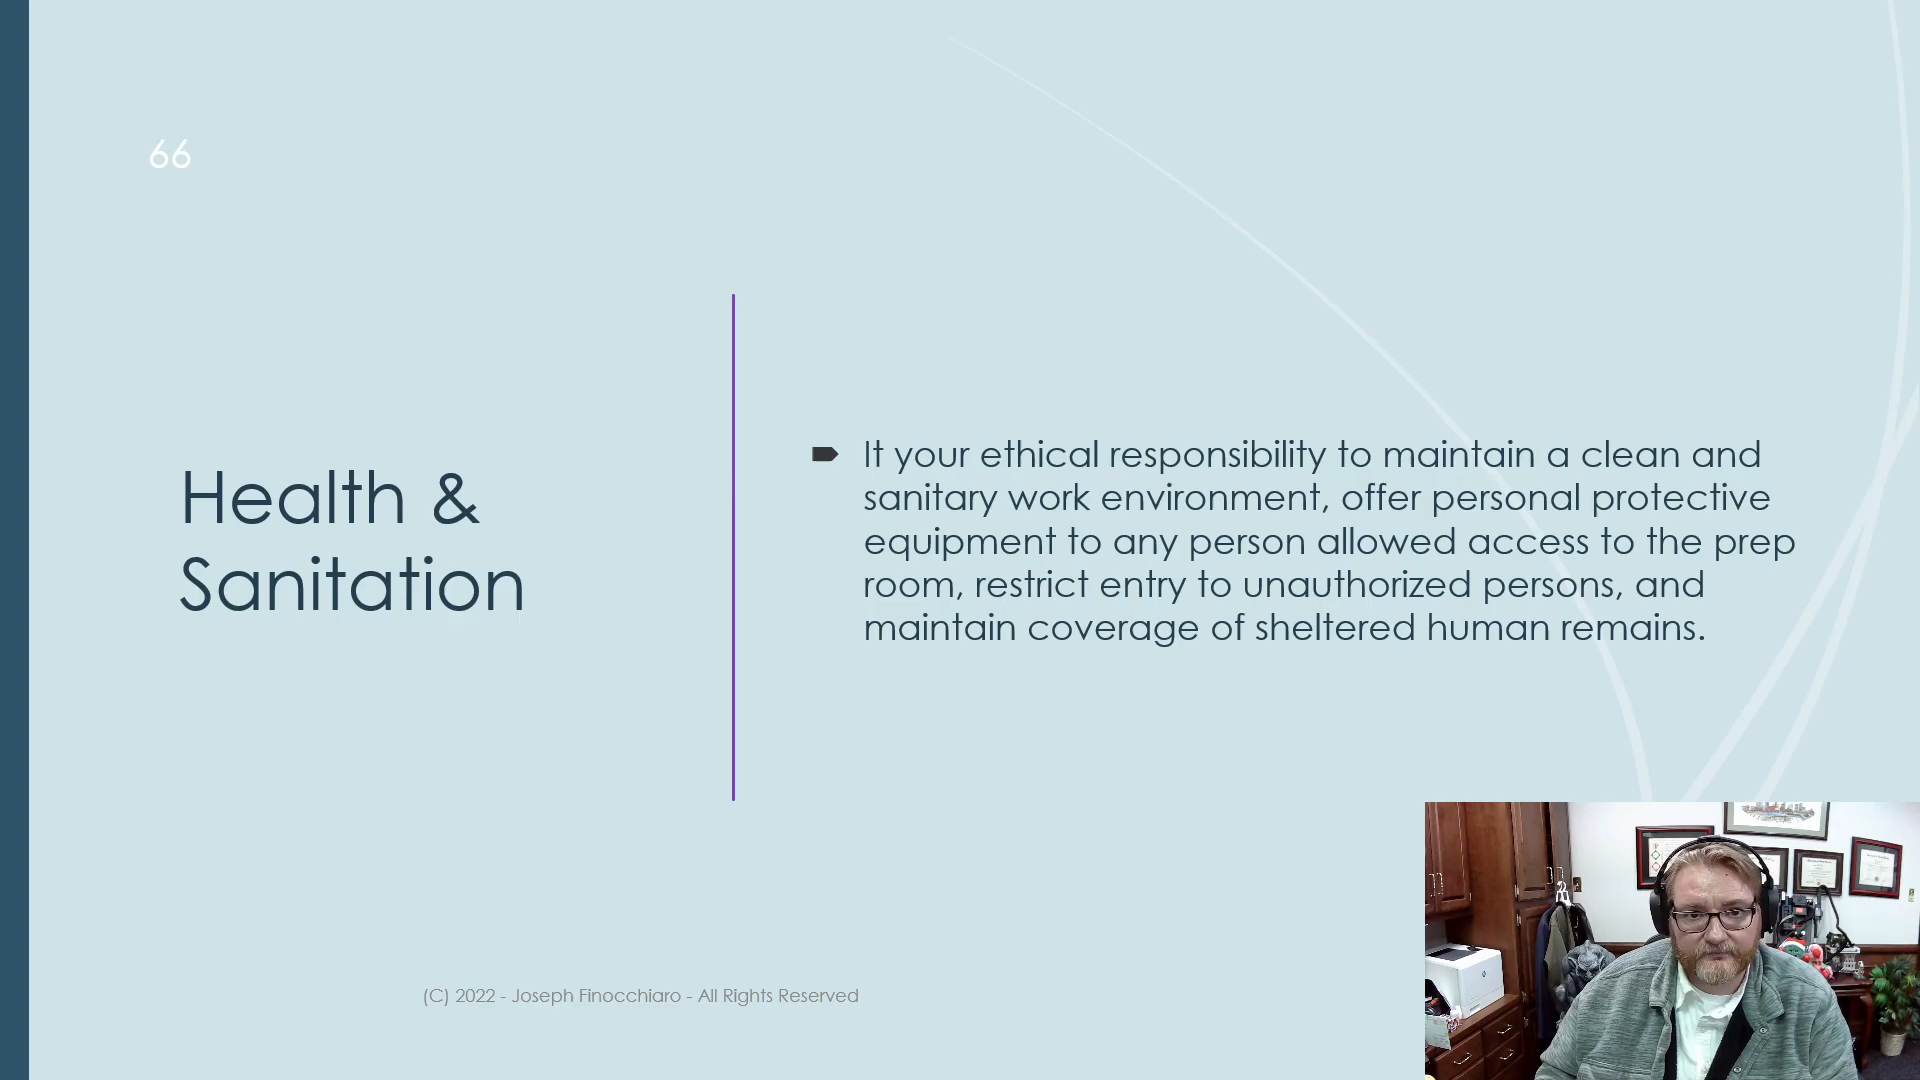 66
Health &
Sanitation
It your ethical responsibility to maintain a clean and
sanitary work environment, offer personal protective
equipment to any person allowed access to the prep
room, restrict entry to unauthorized persons, and
maintain coverage of sheltered human remains.
(C) 2022 - Joseph Finocchiaro - All Rights Reserved